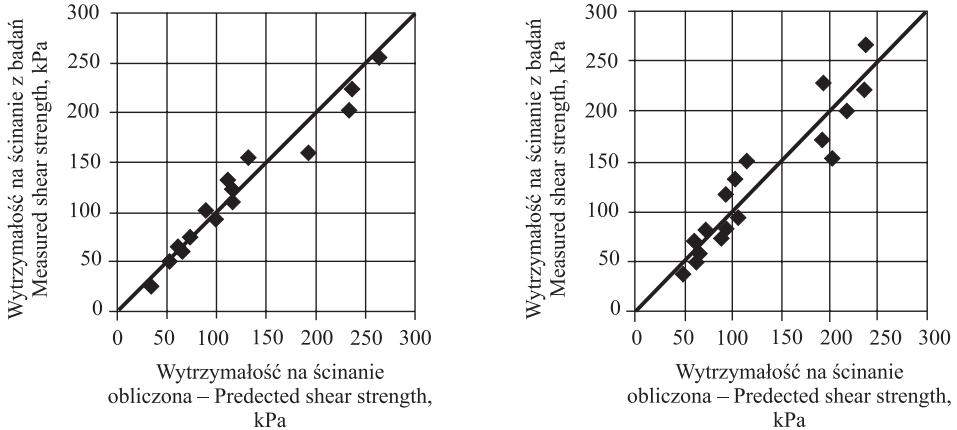 Wytrzymałość na ścinanie z badań
Measured shear strength, kPa
300
250
200
150
100
50
0
0 50 100 150 200 250 300
Wytrzymałość na ścinanie
obliczona – Predected shear strength,
kPa
Wytrzymałość na ścinanie z badań
Measured shear strength, kPa
300
250
200
150
100
50
0
0 50 100 150 200 250 300
Wytrzymałość na ścinanie
obliczona – Predected shear strength,
kPa